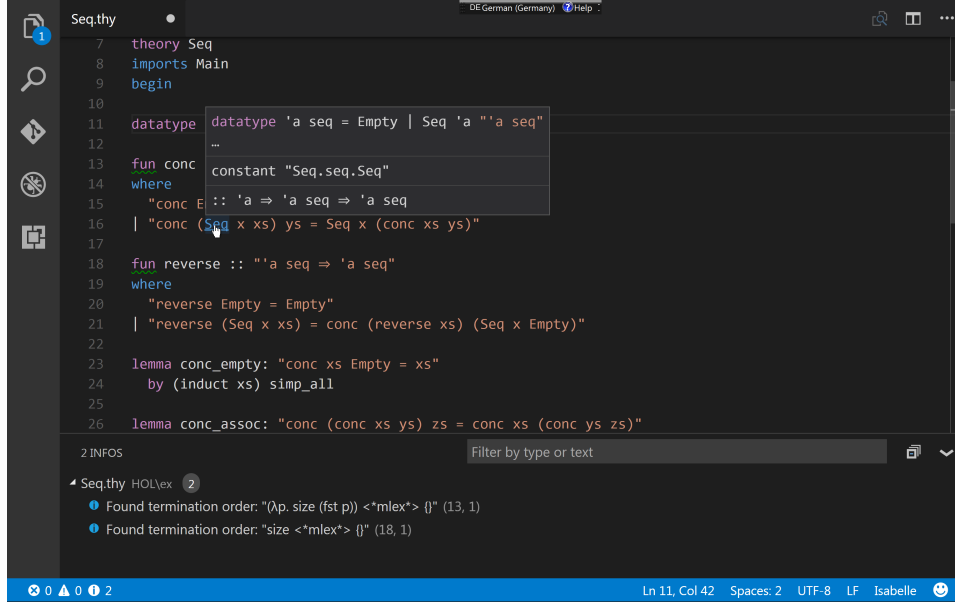 DE German (Germany) ? Help
1
Seq.thy
7 theory Seq
8 imports Main
9 begin
10
11 datatype
datatype 'a seq = Empty | Seq 'a "'a seq"
…
constant "Seq.seq.Seq"
:: 'a ⇒ 'a seq ⇒ 'a seq
12
13 fun conc
14 where
15 "conc E
16 | "conc (Seq x xs) ys = Seq x (conc xs ys)"
17
18 fun reverse :: "'a seq ⇒ 'a seq"
19 where
20 "reverse Empty = Empty"
21 | "reverse (Seq x xs) = conc (reverse xs) (Seq x Empty)"
22
23 lemma conc_empty: "conc xs Empty = xs"
24 by (induct xs) simp_all
25
26 lemma conc_assoc: "conc (conc xs ys) zs = conc xs (conc ys zs)"
2 INFOS
Filter by type or text
Seq.thy HOL\ex 2
Found termination order: "(λp. size (fst p)) <*mlex*> {}" (13, 1)
Found termination order: "size <*mlex*> {}" (18, 1)
0 0 2
Ln 11, Col 42 Spaces: 2 UTF-8 LF Isabelle